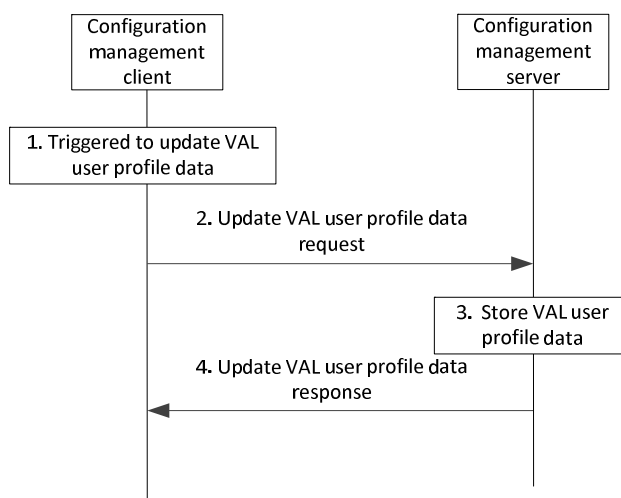 Configuration
management
client
Configuration
management
server
1. Triggered to update VAL
user profile data
2. Update VAL user profile data
request
3. Store VAL user
profile data
4. Update VAL user profile data
response